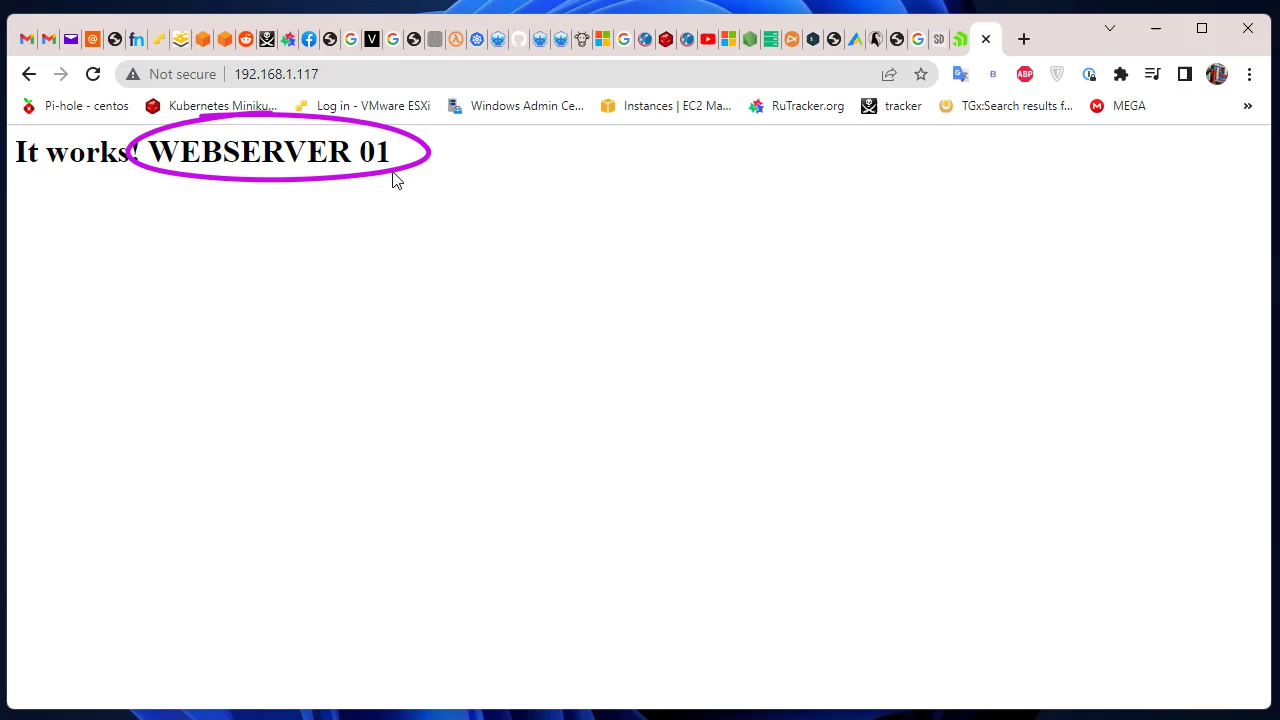 Not secure 192.168.1.117
B ABP
Pi-hole - centos Kubernetes Miniku... Log in - VMware ESXi Windows Admin Ce... Instances | EC2 Ma... RuTracker.org tracker TGx:Search results f... MEGA »
It works! WEBSERVER 01